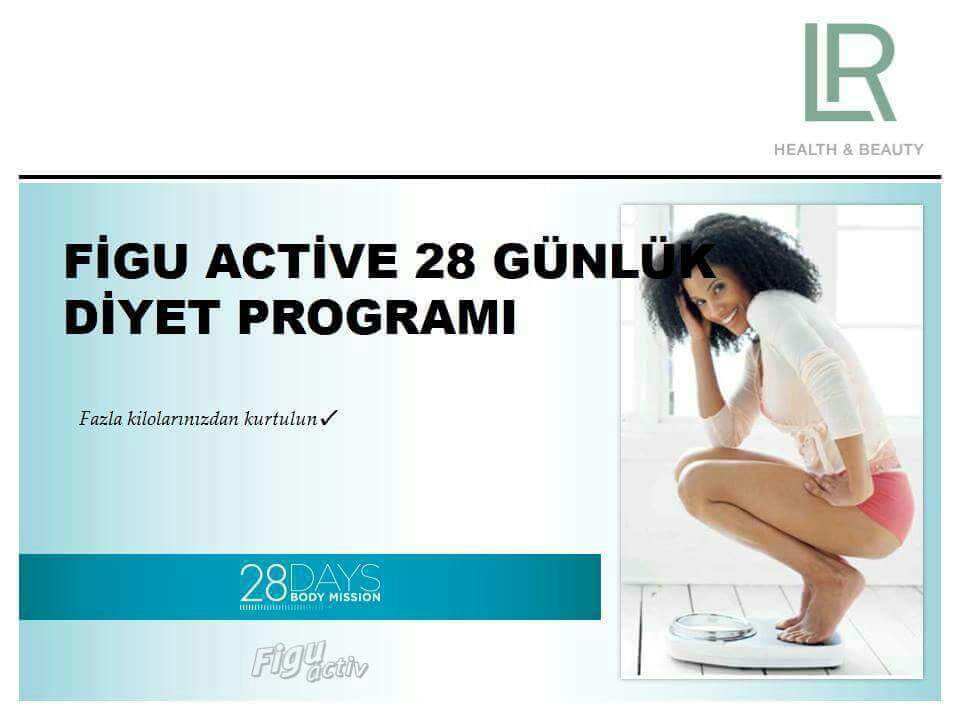 LR
HEALTH & BEAUTY
FİGU ACTİVE 28 GÜNLÜK
DİYET PROGRAMI
Fazla kilolarınızdan kurtulun✓
28DAYS
BODY MISSION
Figu
activ